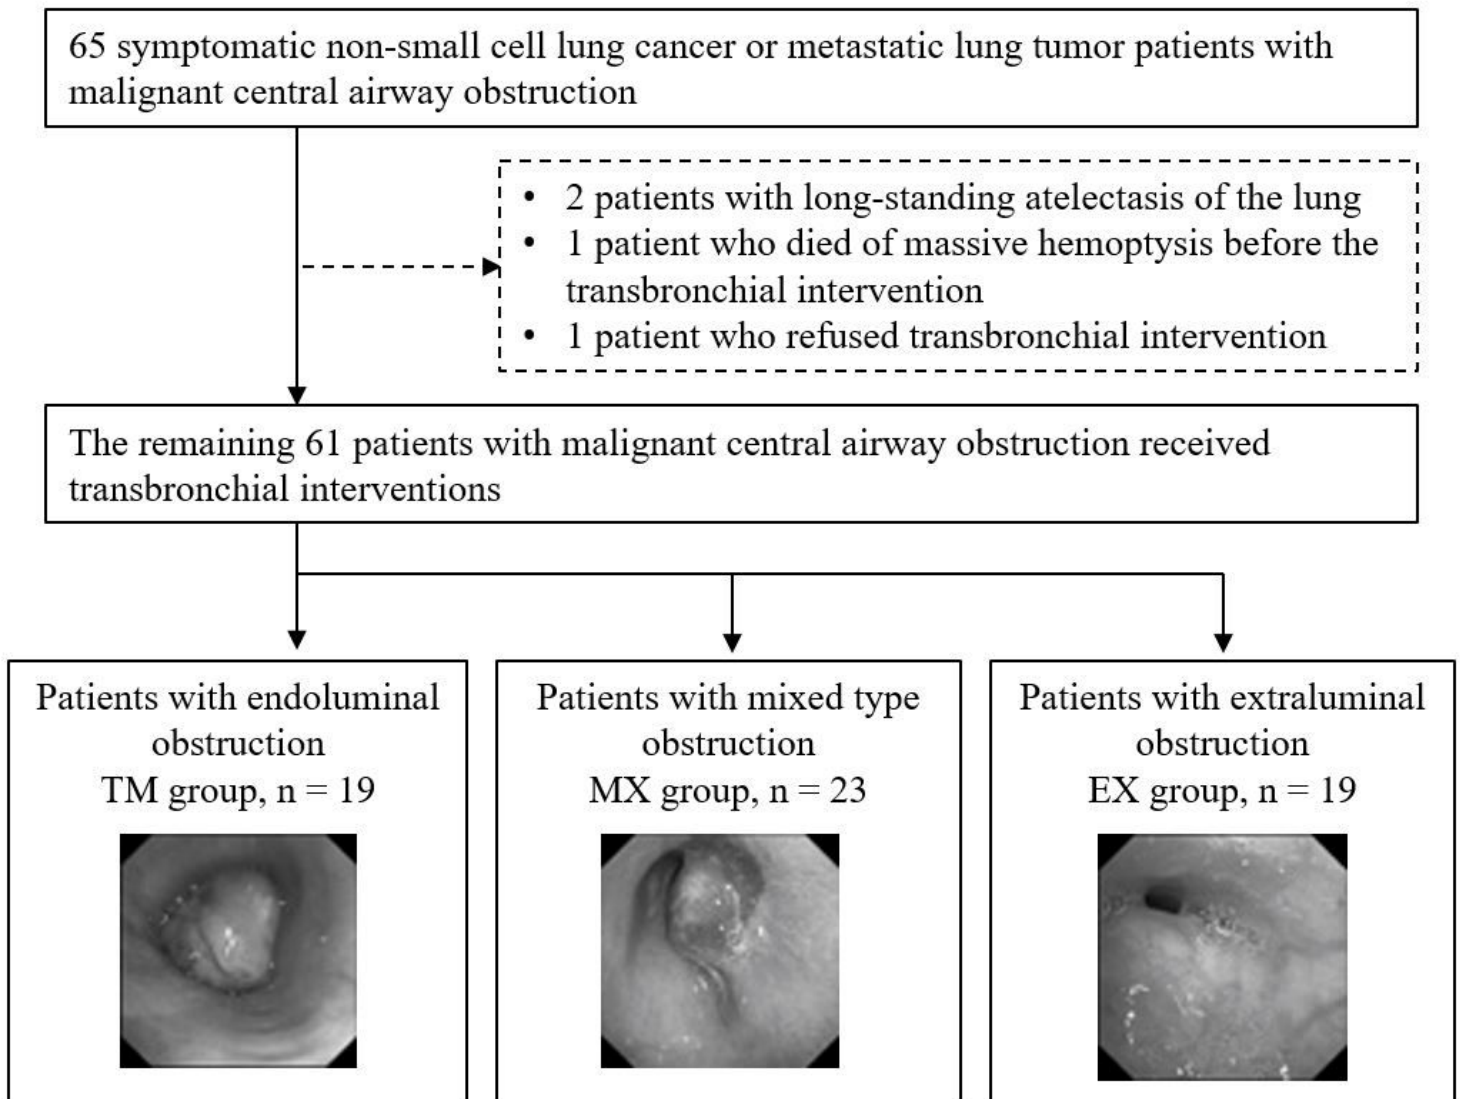 65 symptomatic non-small cell lung cancer or metastatic lung tumor patients with
malignant central airway obstruction
• 2 patients with long-standing atelectasis of the lung
• 1 patient who died of massive hemoptysis before the
transbronchial intervention
• 1 patient who refused transbronchial intervention
The remaining 61 patients with malignant central airway obstruction received
transbronchial interventions
Patients with endoluminal
obstruction
TM group, n = 19
Patients with mixed type
obstruction
MX group, n = 23
Patients with extraluminal
obstruction
EX group, n = 19